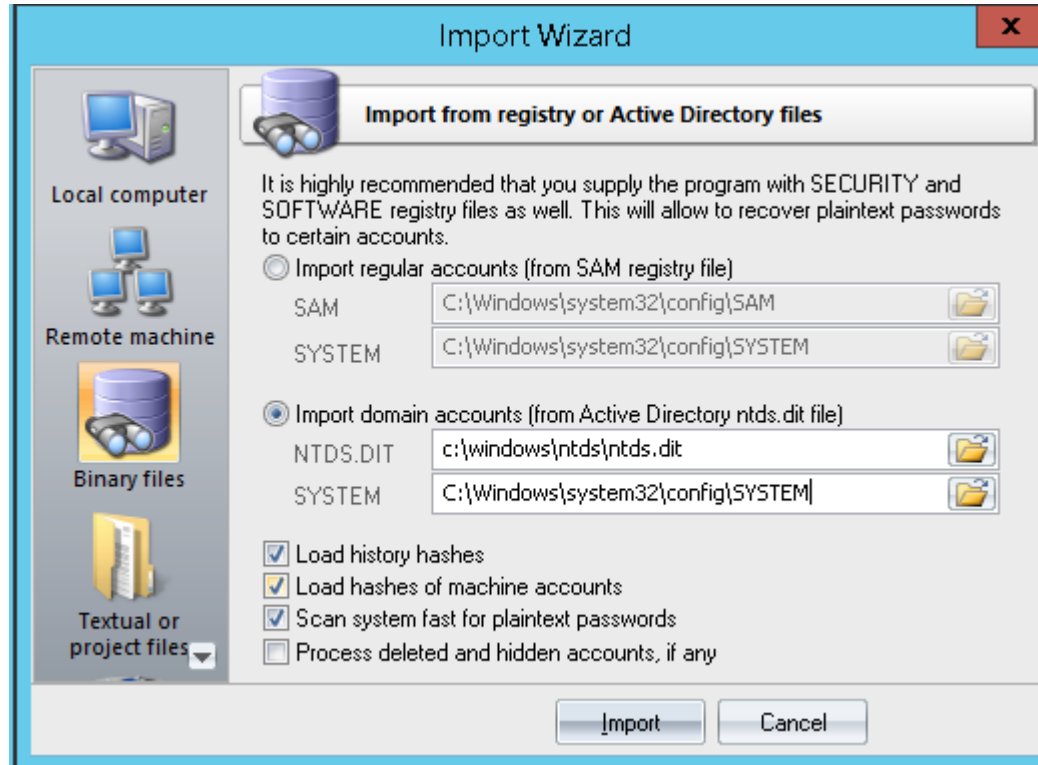 Import Wizard
x
Local computer
Remote machine
Binary files
Textual or
project files
Import from registry or Active Directory files
It is highly recommended that you supply the program with SECURITY and
SOFTWARE registry files as well. This will allow to recover plaintext passwords
to certain accounts.
Import regular accounts (from SAM registry file)
SAM C:\Windows\system32\config\SAM
SYSTEM C:\Windows\system32\config\SYSTEM
Import domain accounts (from Active Directory ntds.dit file)
NTDS.DIT c:\windows\ntds\ntds.dit
SYSTEM C:\Windows\system32\config\SYSTEM
Load history hashes
Load hashes of machine accounts
Scan system fast for plaintext passwords
Process deleted and hidden accounts, if any
Import Cancel